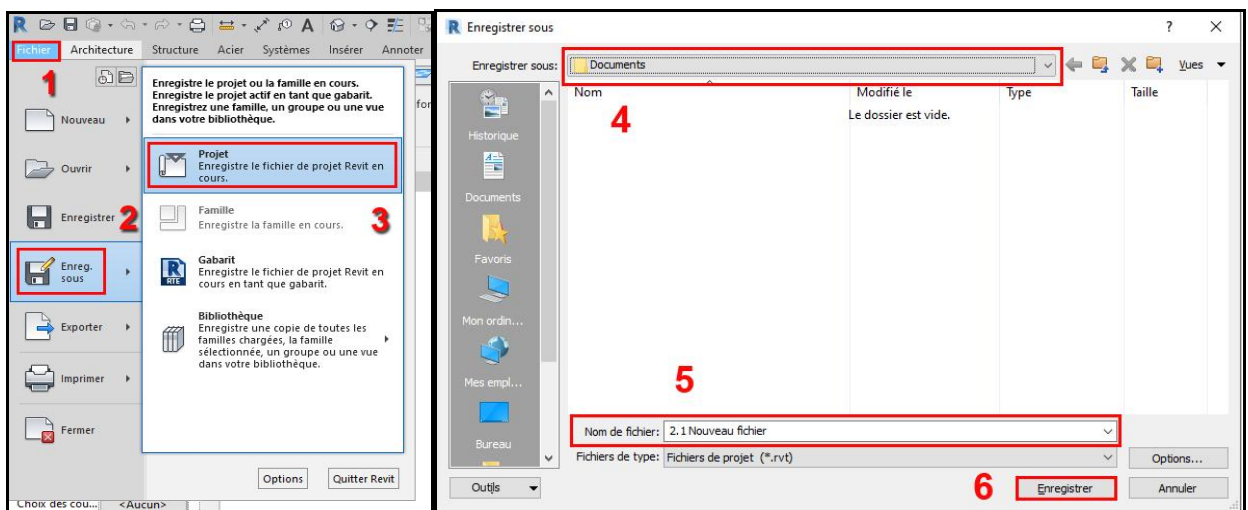 Fichier Architecture Structure Acier Systèmes Insérer Annoter
1
Nouveau
Ouvrir
Enregistrer
2
Enreg.
sous
Exporter
Imprimer
Fermer
Enregistre le projet ou la famille en cours.
Enregistre le projet actif en tant que gabarit.
Enregistrez une famille, un groupe ou une vue
dans votre bibliothèque.
Projet
Enregistre le fichier de projet Revit en
cours.
Famille
Enregistre la famille en cours.
3
Gabarit
Enregistre le fichier de projet Revit en
cours en tant que gabarit.
RTE
Bibliothèque
Enregistre une copie de toutes les
familles chargées, la famille
sélectionnée, un groupe ou une vue
dans votre bibliothèque.
Options Quitter Revit
Choix des cou... <Aucun>
Enregistrer sous
Enregistrer sous: Documents Vues
Nom Modifié le Type Taille
4
Le dossier est vide.
Historique
Documents
Favoris
Mon ordin...
Mes empl...
Bureau
5
Nom de fichier: 2.1 Nouveau fichier
Fichiers de type: Fichiers de projet (*.rvt) Options...
Outils 6 Enregistrer Annuler